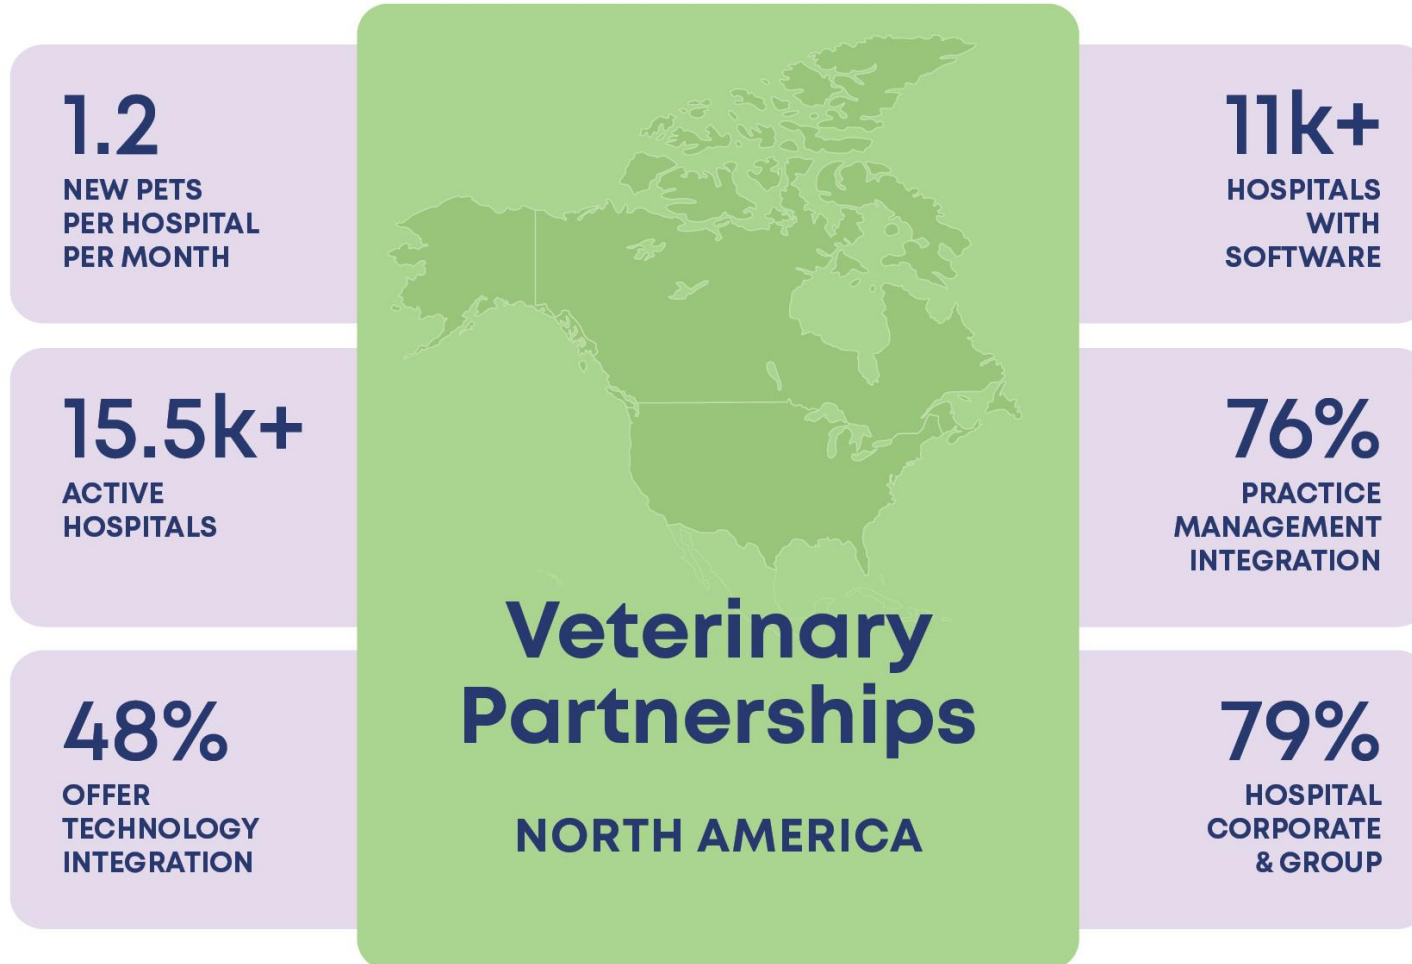 1.2
NEW PETS
PER HOSPITAL
PER MONTH
15.5k+
ACTIVE
HOSPITALS
48%
OFFER
TECHNOLOGY
INTEGRATION
Veterinary
Partnerships
NORTH AMERICA
11k+
HOSPITALS
WITH
SOFTWARE
76%
PRACTICE
MANAGEMENT
INTEGRATION
79%
HOSPITAL
CORPORATE
& GROUP